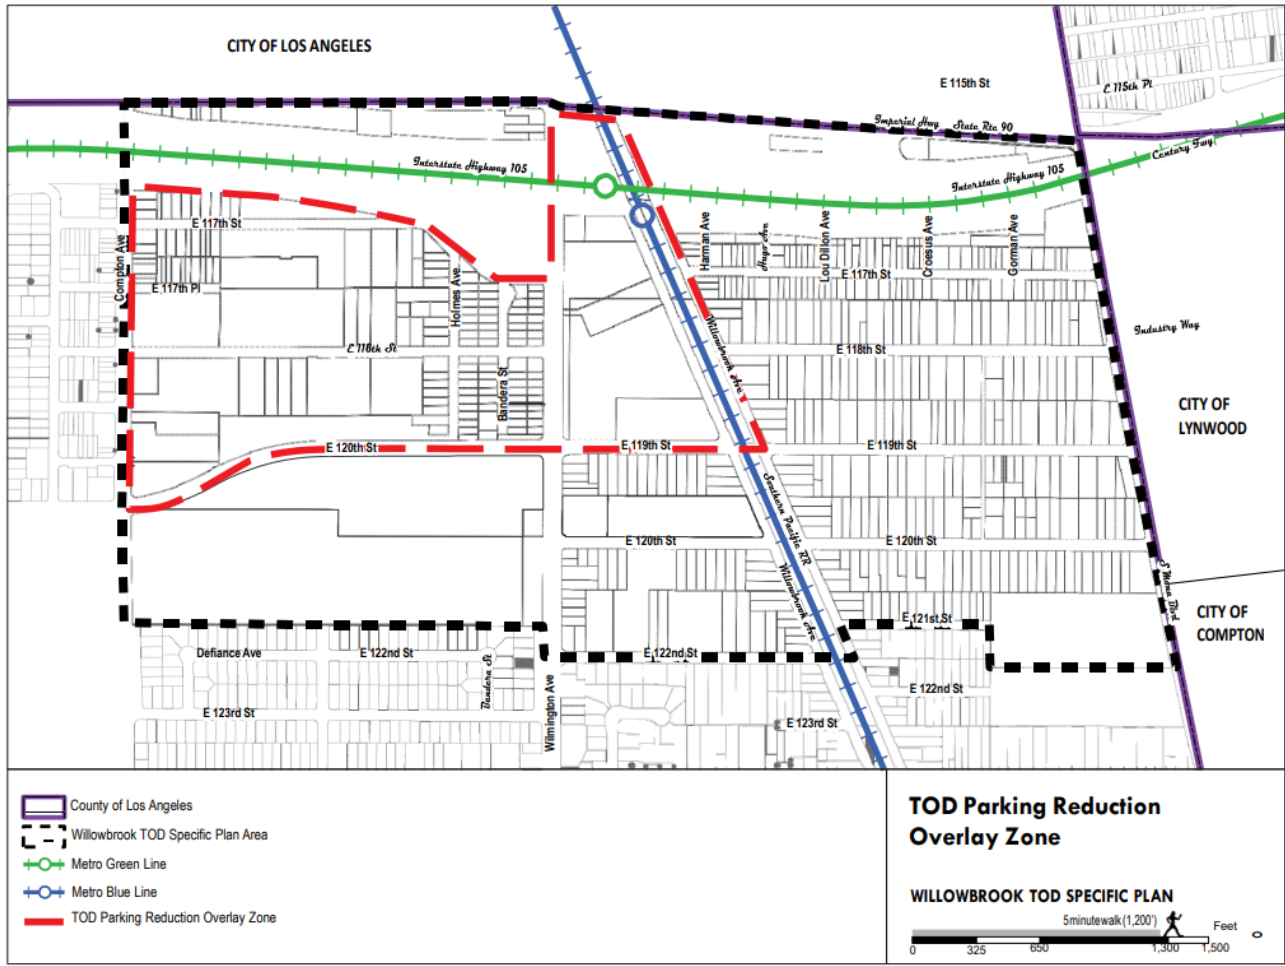 CITY OF LOS ANGELES
E 115th St
E 115th Pl
Imperial Hwy State Rte 90
Century Fwy
Interstate Highway 105
Interstate Highway 105
E 117th St
Compton Ave
E 117th Pl
Holmes Ave
Harman Ave
Hugo Ave
Lou Dillon Ave
Croesus Ave
Gorman Ave
E 117th St
Industry Way
E 118th St
Bandera St
Willowbrook Ave
E 118th St
CITY OF
LYNWOOD
E 120th St
E 119th St
E 119th St
Southern Pacific RR
E 120th St
E 120th St
Willowbrook Ave
S Mona Blvd
E 121st St
CITY OF
COMPTON
Defiance Ave
E 122nd St
E 122nd St
Bandera St
E 122nd St
Wilmington Ave
E 123rd St
E 123rd St
County of Los Angeles
Willowbrook TOD Specific Plan Area
Metro Green Line
Metro Blue Line
TOD Parking Reduction Overlay Zone
TOD Parking Reduction
Overlay Zone
WILLOWBROOK TOD SPECIFIC PLAN
5minutewalk(1,200')
Feet
0 325 650 1,300 1,500